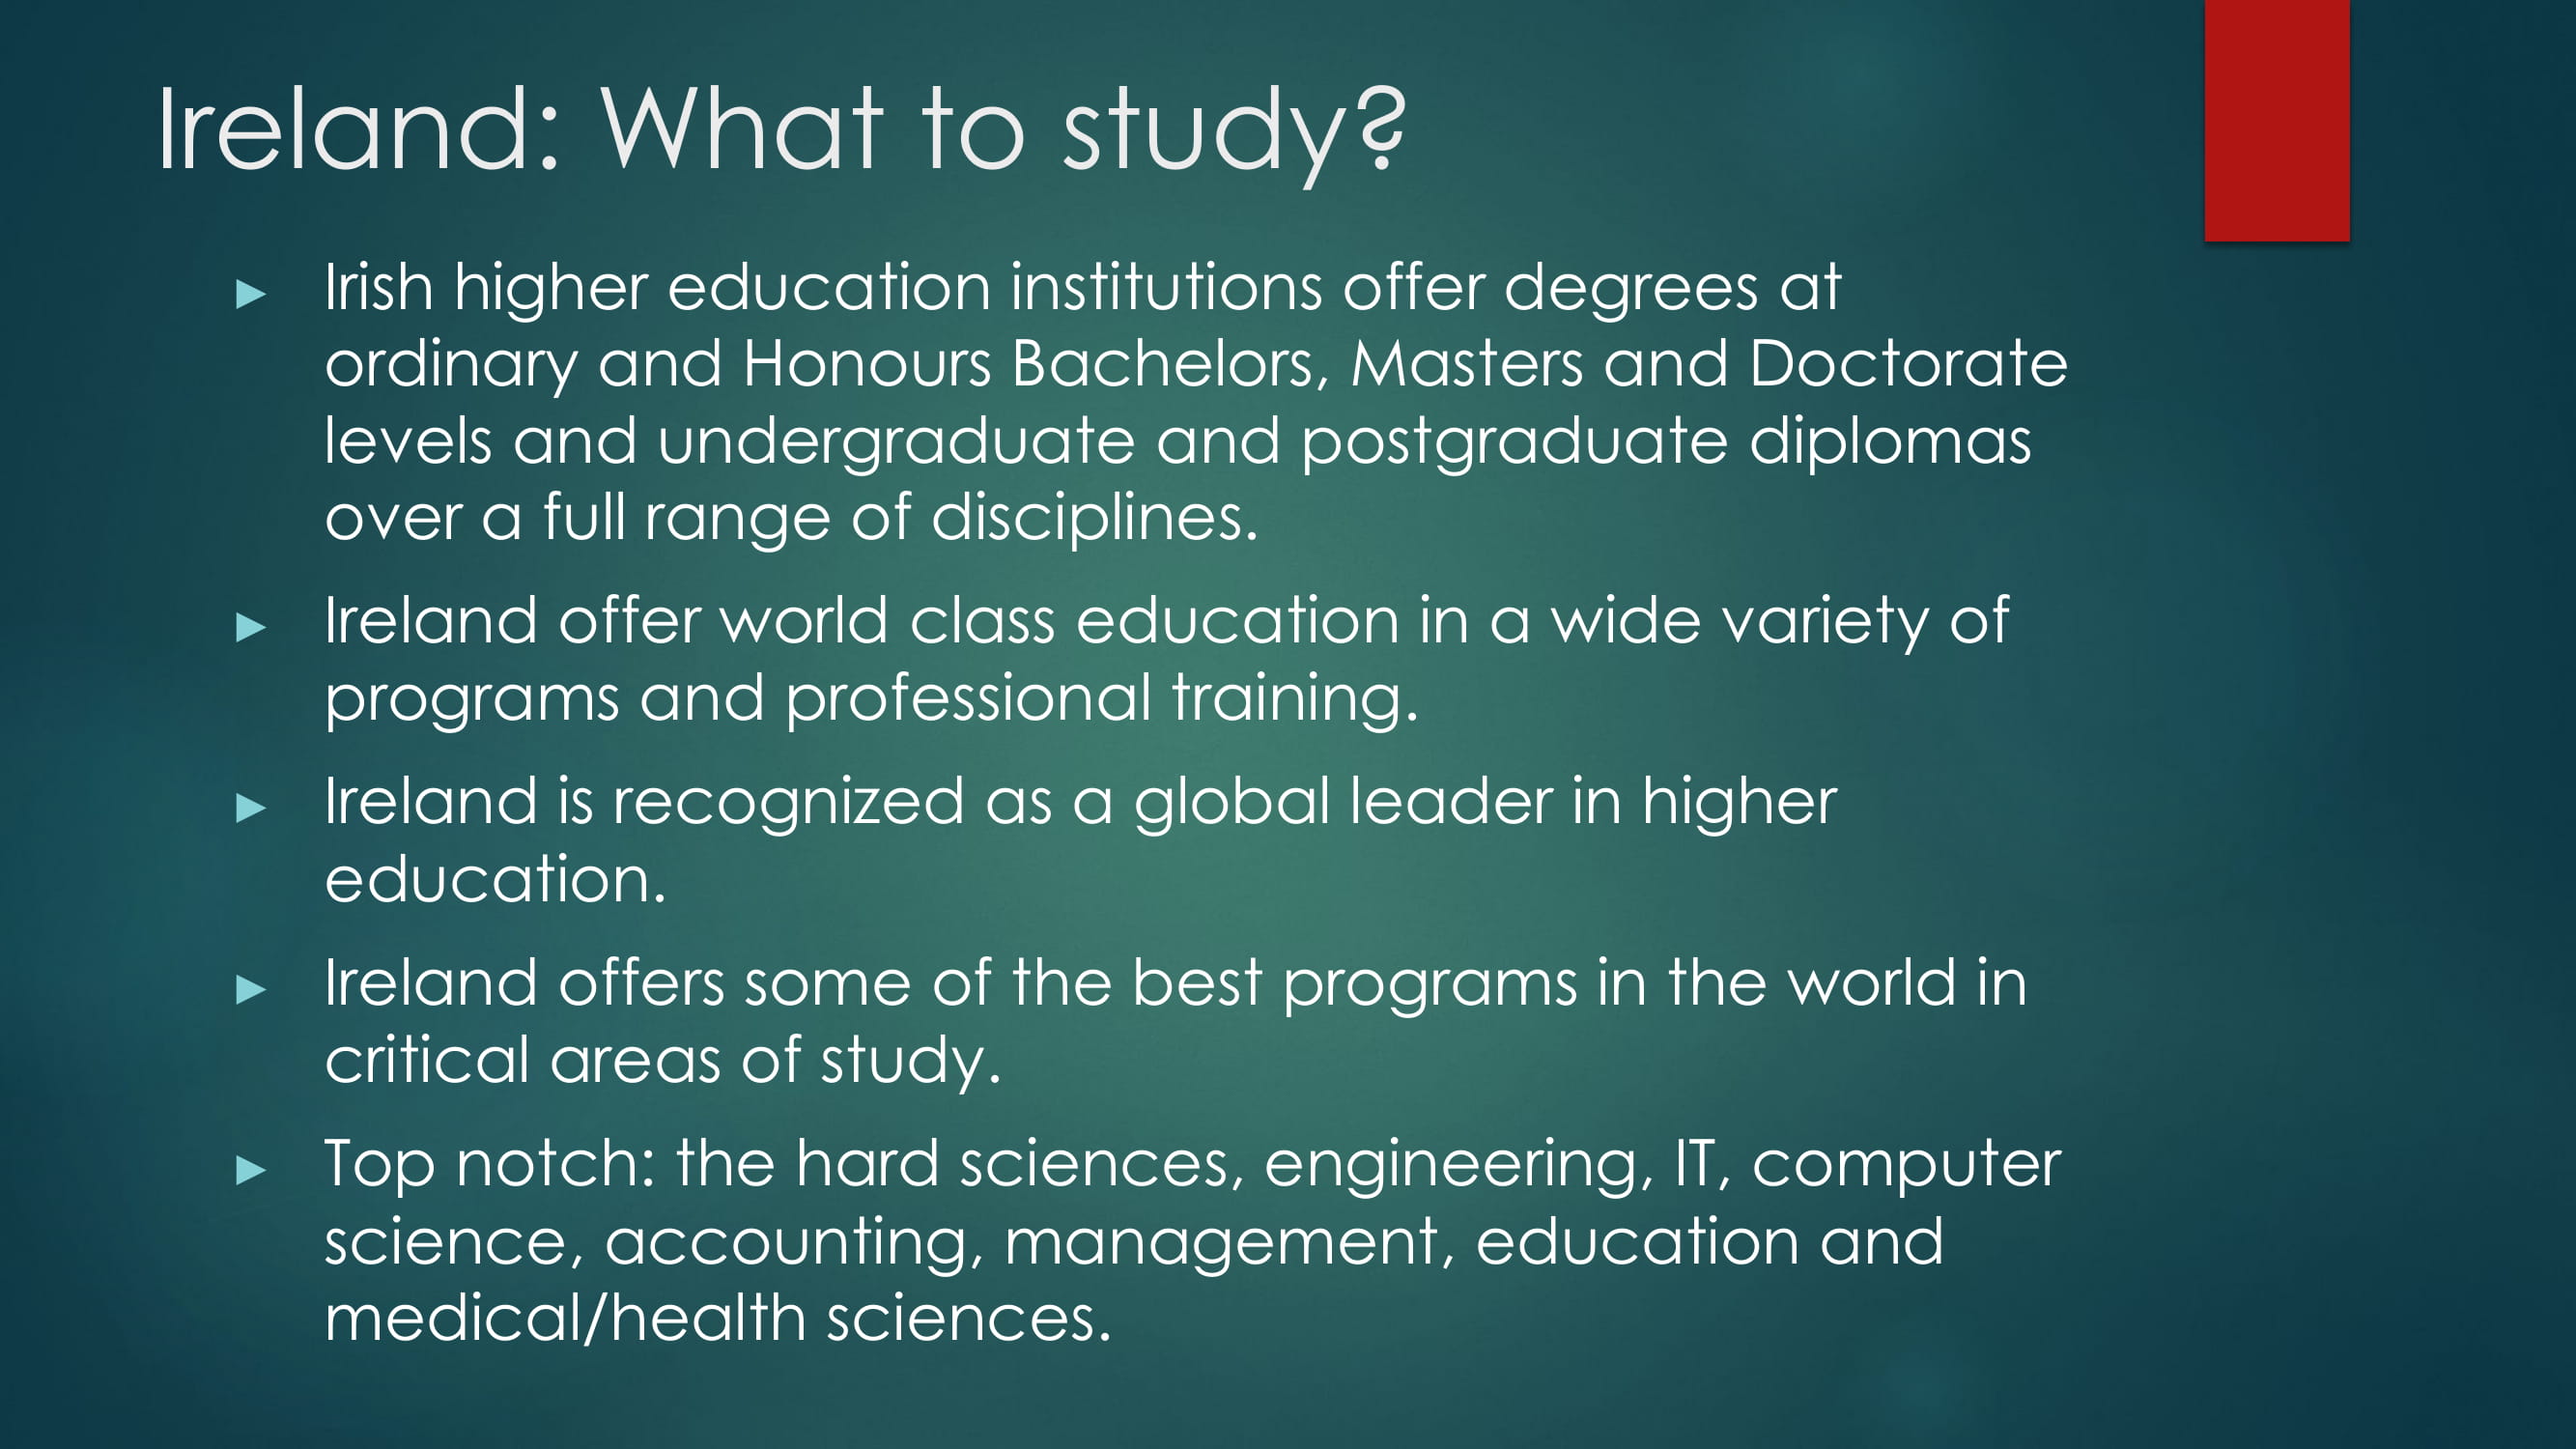 Ireland: What to study?
► Irish higher education institutions offer degrees at
ordinary and Honours Bachelors, Masters and Doctorate
levels and undergraduate and postgraduate diplomas
over a full range of disciplines.
► Ireland offer world class education in a wide variety of
programs and professional training.
► Ireland is recognized as a global leader in higher
education.
► Ireland offers some of the best programs in the world in
critical areas of study.
► Top notch: the hard sciences, engineering, IT, computer
science, accounting, management, education and
medical/health sciences.